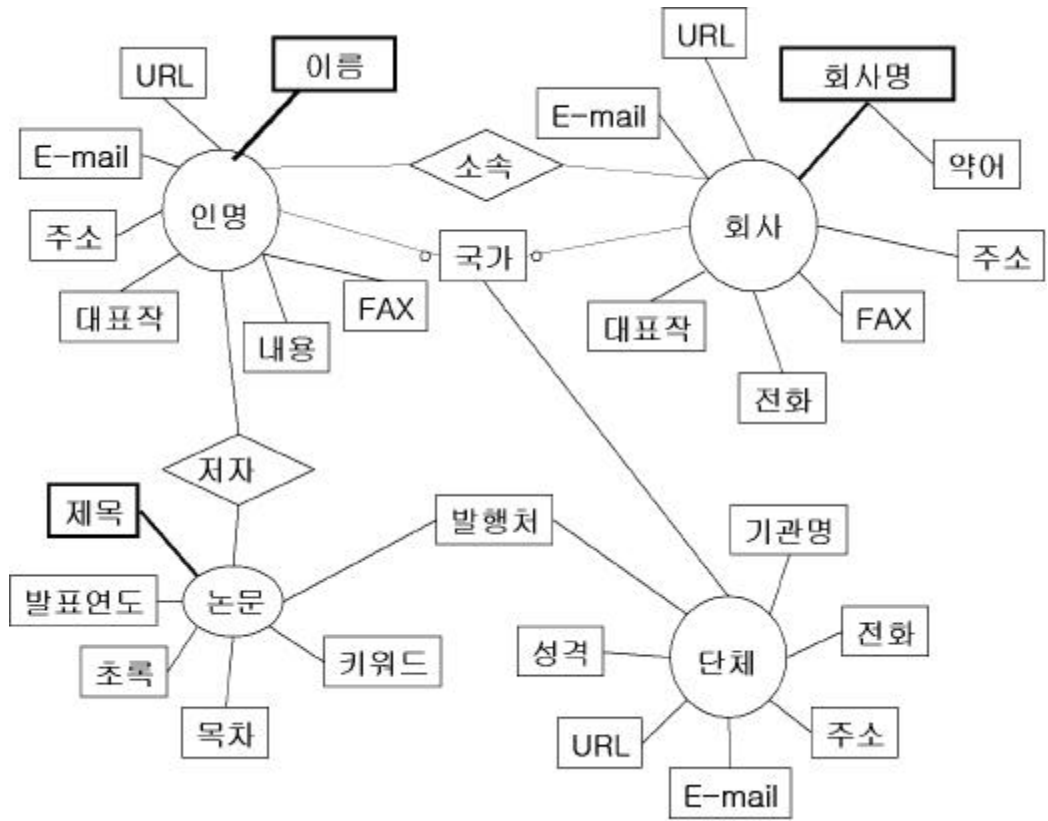 URL
이름
E-mail
인명
주소
대표작
내용
FAX
소속
국가
URL
회사명
E-mail
약어
회사
주소
대표작
FAX
전화
저자
제목
논문
발표연도
초록
목차
키워드
발행처
기관명
전화
성격
단체
URL
주소
E-mail